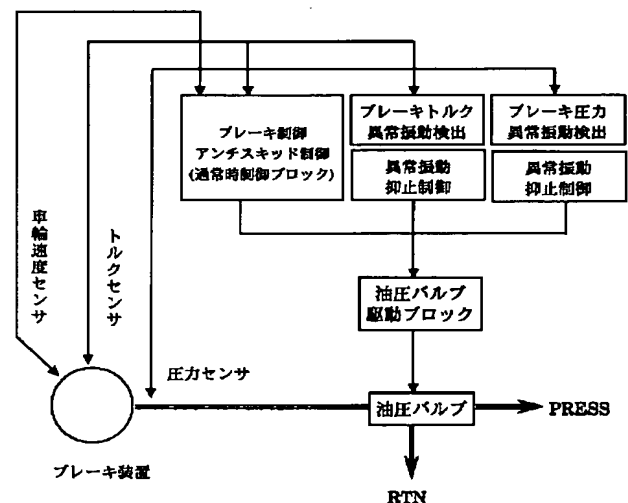 ブレーキ制御
アンチスキッド制御
(通常時制御ブロック)
ブレーキトルク
異常振動検出
ブレーキ圧力
異常振動検出
異常振動
抑止制御
異常振動
抑止制御
車輪速度センサ
トルクセンサ
油圧バルブ
駆動ブロック
圧力センサ
油圧バルブ
PRESS
ブレーキ装置
RTN